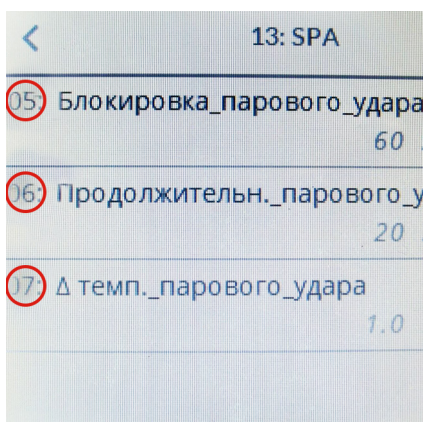 13: SPA
05: Блокировка_парового_удара
60
06: Продолжительн._парового_у
20
07: Δ темп._парового_удара
1.0